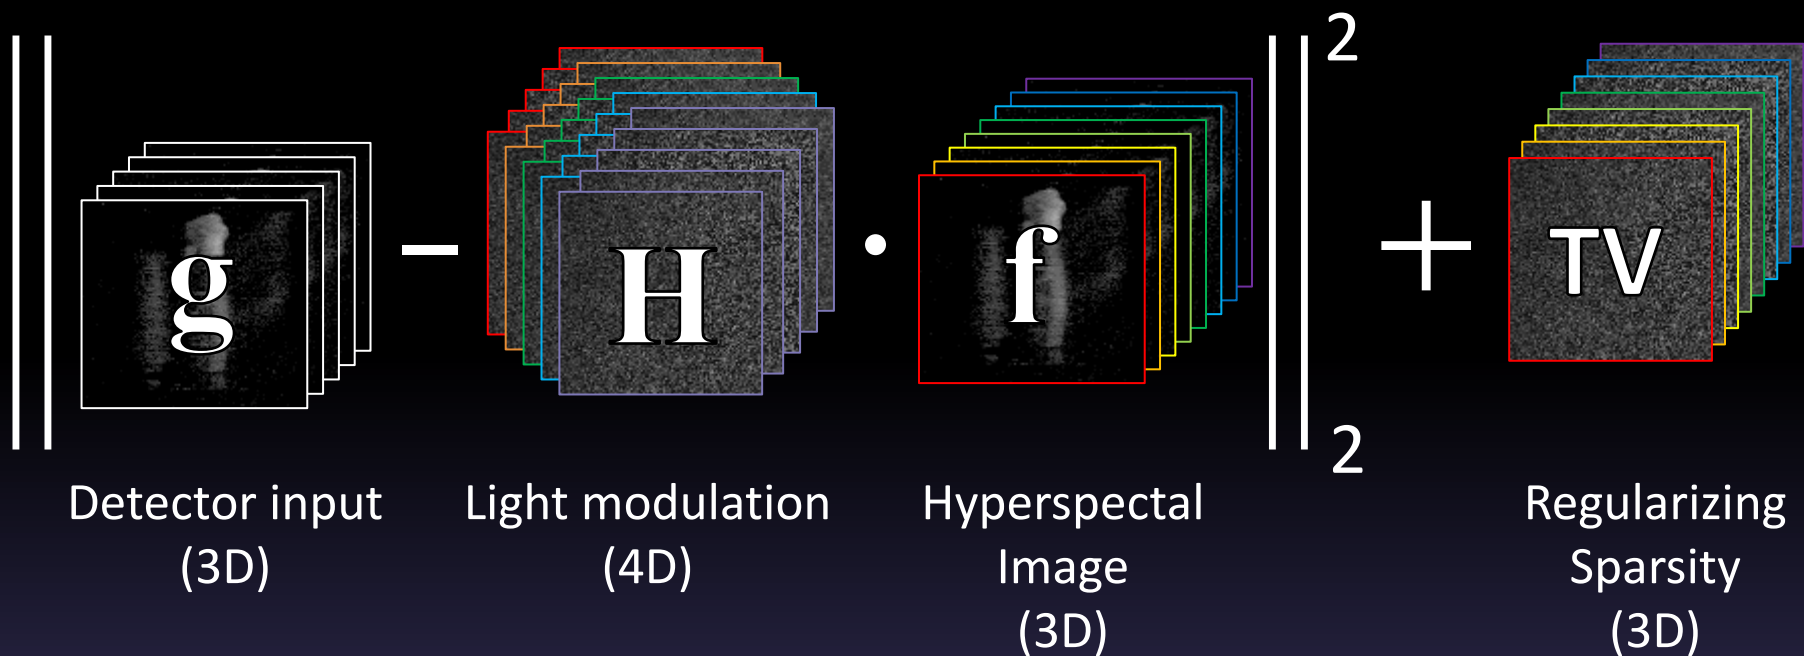 2
g
−
H
·
f
+
TV
2
Detector input
(3D)
Light modulation
(4D)
Hyperspectal
Image
(3D)
Regularizing
Sparsity
(3D)